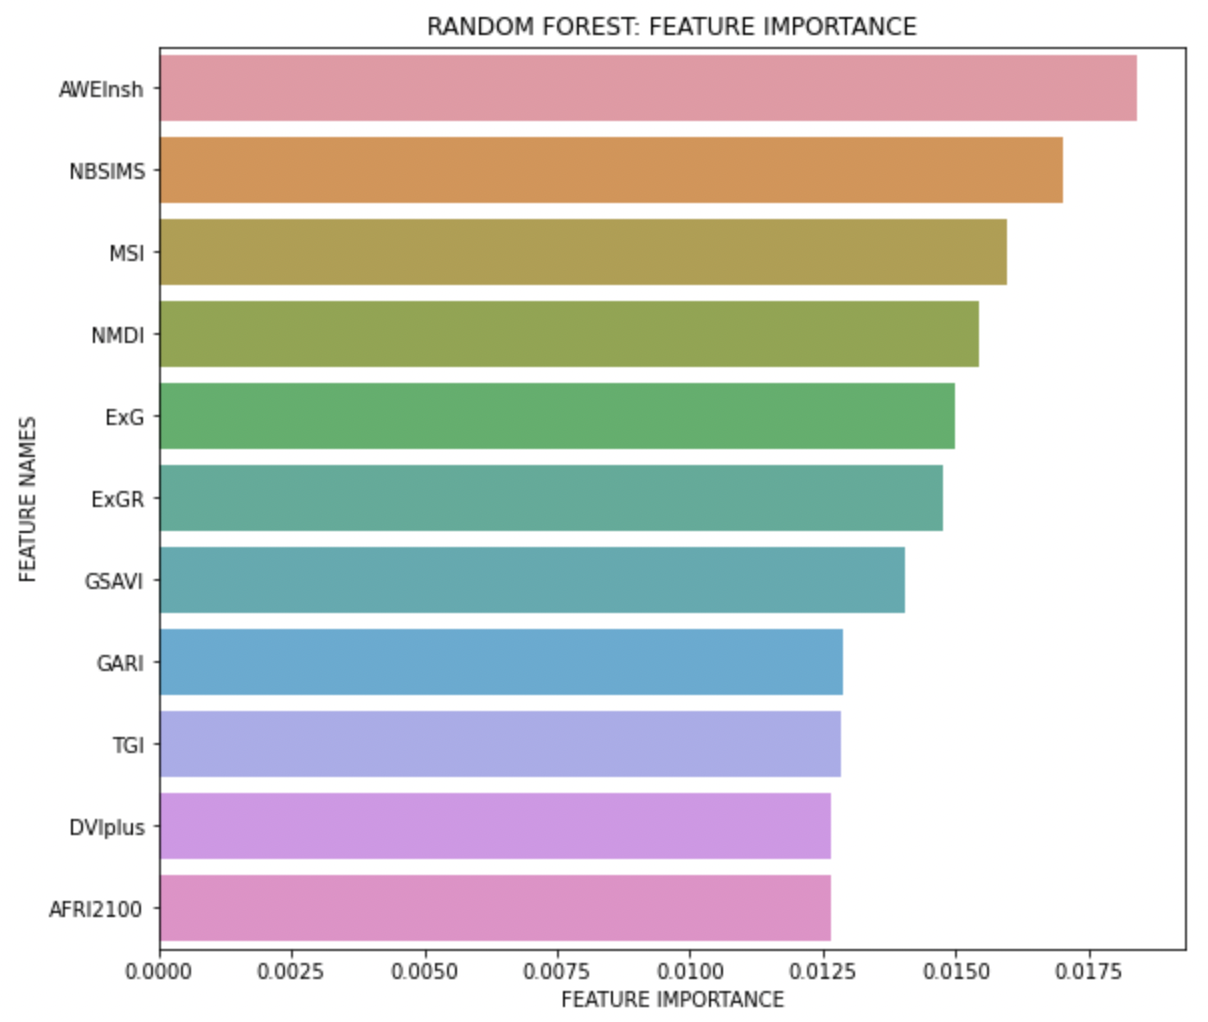 RANDOM FOREST: FEATURE IMPORTANCE
AWEInsh
NBSIMS
MSI
NMDI
ExG
ExGR
GSAVI
GARI
TGI
DVIplus
AFRI2100
FEATURE NAMES
0.0000 0.0025 0.0050 0.0075 0.0100 0.0125 0.0150 0.0175
FEATURE IMPORTANCE